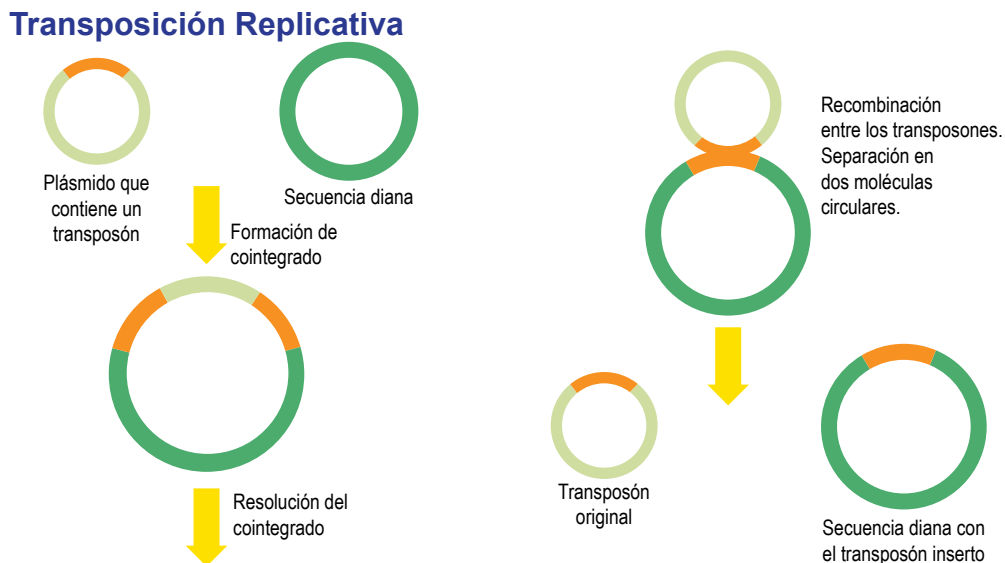 Transposición Replicativa
Plásmido que
contiene un
transposón
Secuencia diana
Formación de
cointegrado
Resolución del
cointegrado
Recombinación
entre los transposones.
Separación en
dos moléculas
circulares.
Transposón
original
Secuencia diana con
el transposón inserto